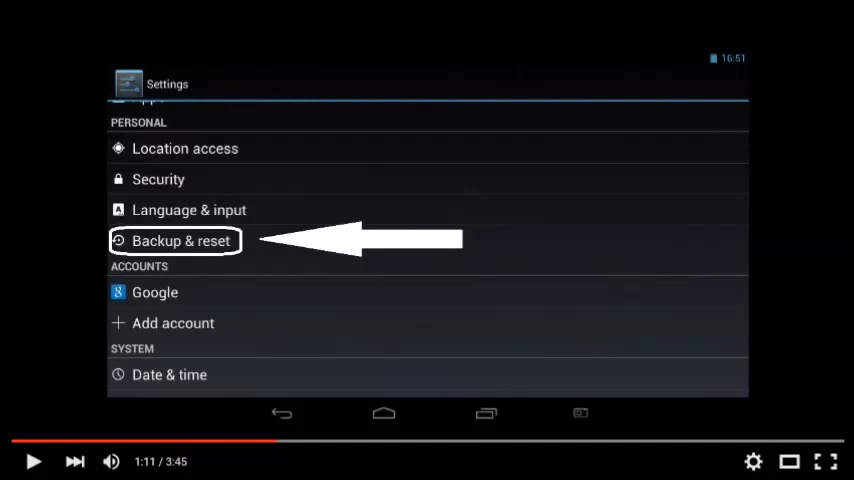 16:51
Settings
Apps
PERSONAL
Location access
Security
Language & input
Backup & reset
ACCOUNTS
Google
Add account
SYSTEM
Date & time
1:11 / 3:45